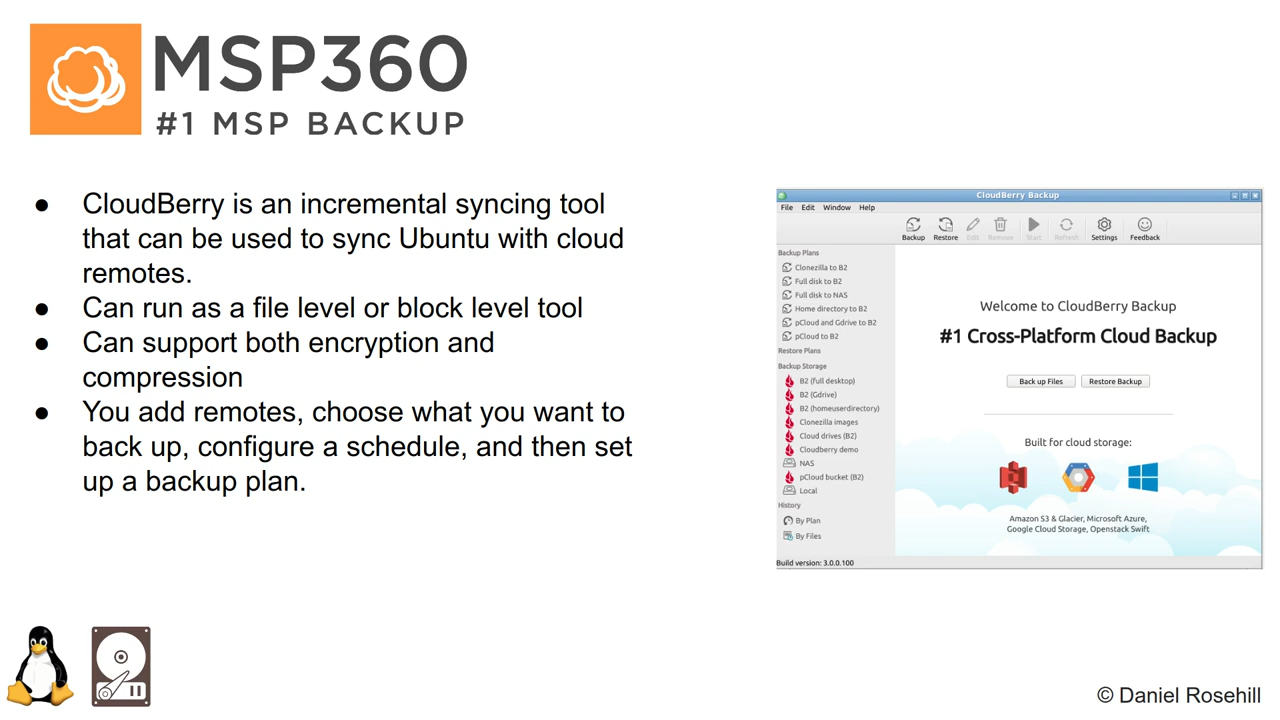 MSP360
#1 MSP BACKUP
● CloudBerry is an incremental syncing tool
that can be used to sync Ubuntu with cloud
remotes.
● Can run as a file level or block level tool
● Can support both encryption and
compression
● You add remotes, choose what you want to
back up, configure a schedule, and then set
up a backup plan.
CloudBerry Backup
File Edit Window Help
Backup Restore Edit Remove Start Refresh Settings Feedback
Backup Plans
Clonezilla to B2
Full disk to B2
Full disk to NAS
Home directory to B2
pCloud and Gdrive to B2
pCloud to B2
Restore Plans
Backup Storage
B2 (full desktop)
B2 (Gdrive)
B2 (homeuserdirectory)
Clonezilla images
Cloud drives (B2)
Cloudberry demo
NAS
pCloud bucket (B2)
Local
History
By Plan
By Files
Build version: 3.0.0.100
Welcome to CloudBerry Backup
#1 Cross-Platform Cloud Backup
Back up Files Restore Backup
Built for cloud storage:
Amazon S3 & Glacier, Microsoft Azure,
Google Cloud Storage, Openstack Swift
© Daniel Rosehill